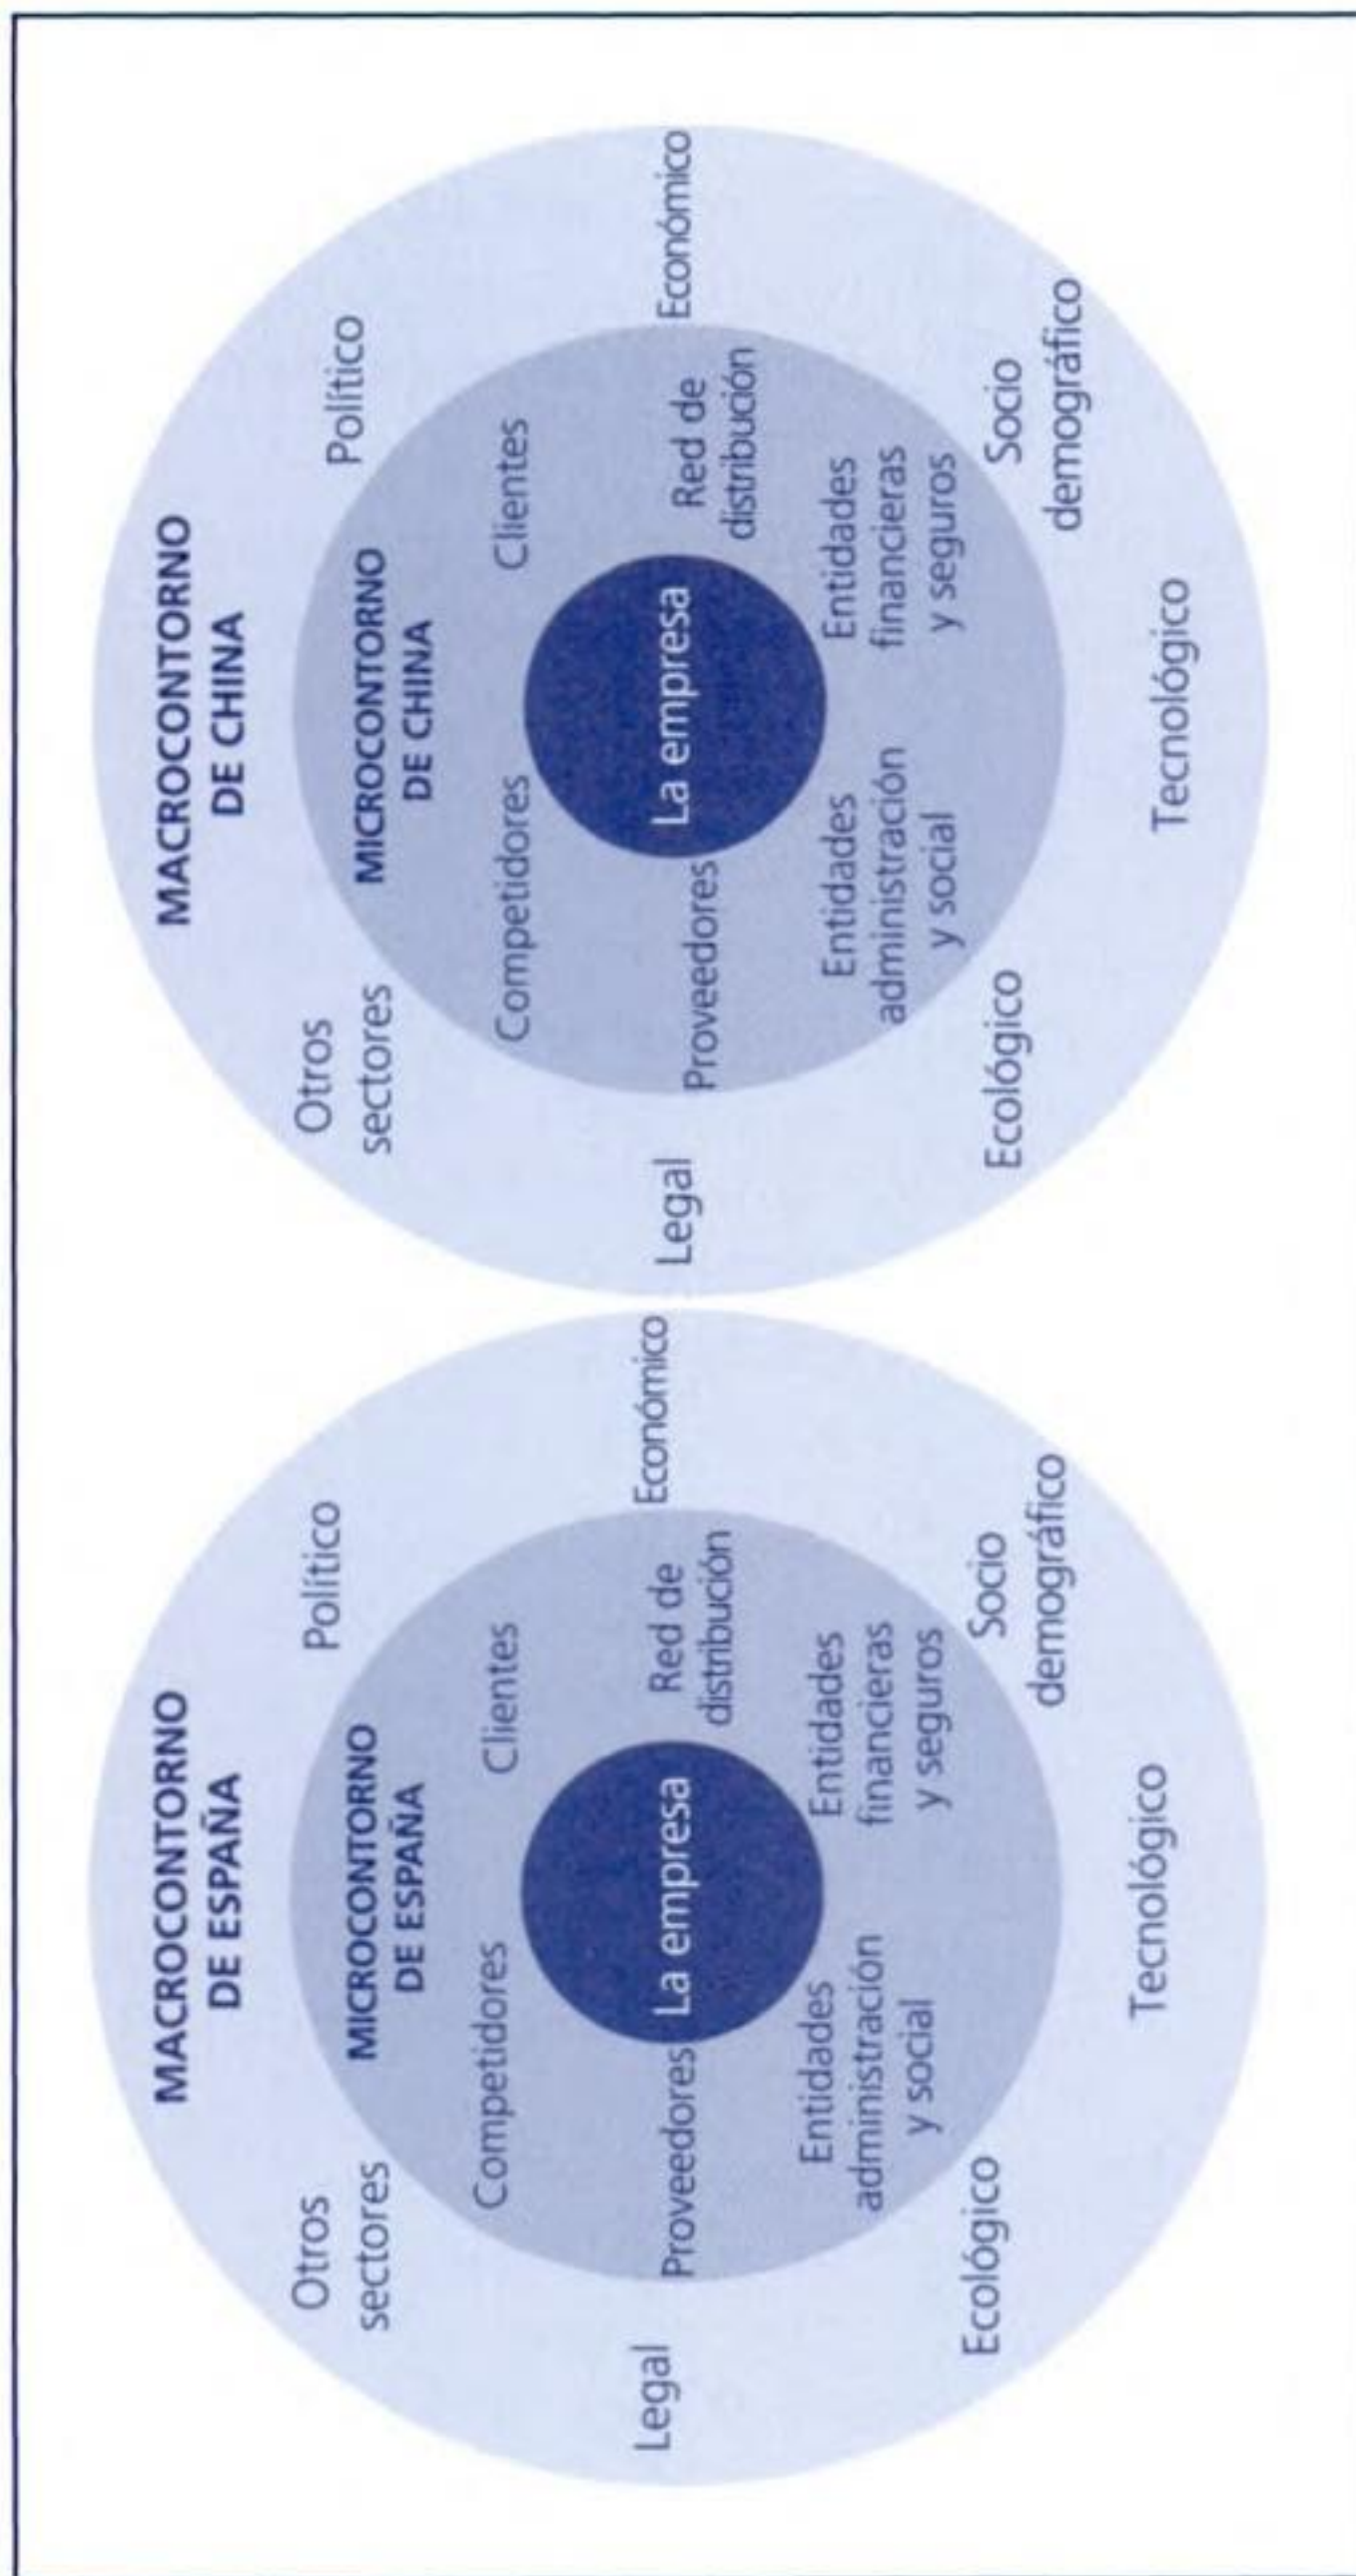 MACROCONTORNO
DE ESPAÑA
Otros
sectores
Político
MICROCONTORNO
DE ESPAÑA
Competidores
Clientes
Legal
Proveedores
La empresa
Red de
distribución
Económico
Entidades
administración
y social
Entidades
financieras
y seguros
Ecológico
Socio
demográfico
Tecnológico
MACROCONTORNO
DE CHINA
Otros
sectores
Político
MICROCONTORNO
DE CHINA
Competidores
Clientes
Legal
Proveedores
La empresa
Red de
distribución
Económico
Entidades
administración
y social
Entidades
financieras
y seguros
Ecológico
Socio
demográfico
Tecnológico